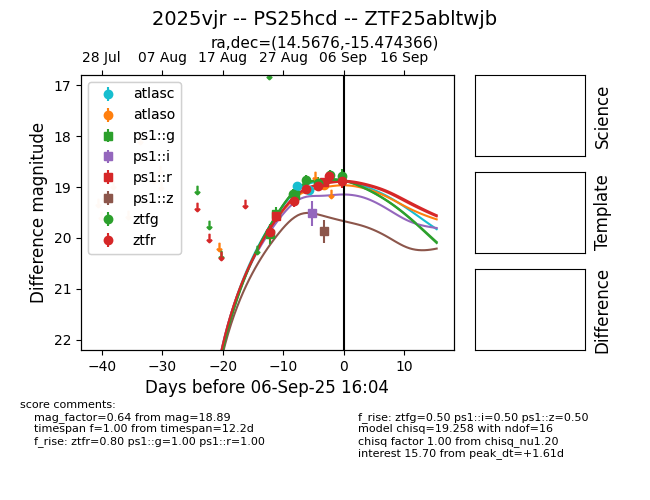 2025vjr -- PS25hcd -- ZTF25abltwjb
ra,dec=(14.5676,-15.474366)
28 Jul 07 Aug 17 Aug 27 Aug 06 Sep 16 Sep
17
18
19
20
21
22
Difference magnitude
atlasc
atlaso
ps1::g
ps1::i
ps1::r
ps1::z
ztfg
ztfr
−40 −30 −20 −10 0 10
Days before 06-Sep-25 16:04
Science
Template
Difference
score comments:
mag_factor=0.64 from mag=18.89
timespan f=1.00 from timespan=12.2d
f_rise: ztfr=0.80 ps1::g=1.00 ps1::r=1.00
f_rise: ztfg=0.50 ps1::i=0.50 ps1::z=0.50
model chisq=19.258 with ndof=16
chisq factor 1.00 from chisq_nu1.20
interest 15.70 from peak_dt=+1.61d